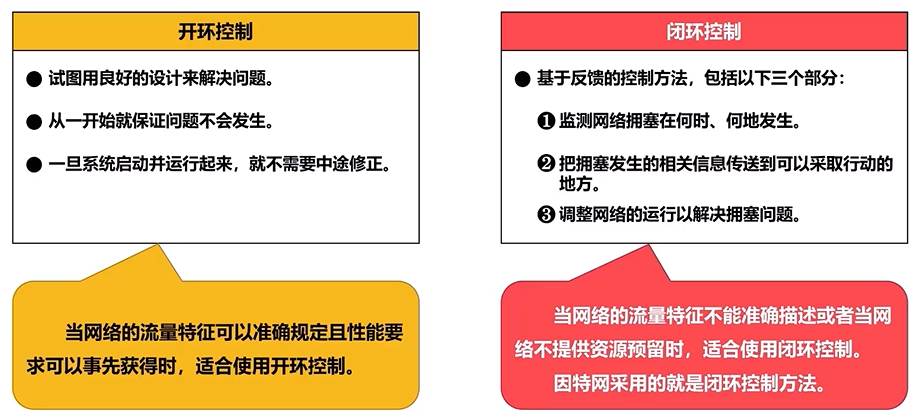 开环控制
● 试图用良好的设计来解决问题。
● 从一开始就保证问题不会发生。
● 一旦系统启动并运行起来，就不需要中途修正。
当网络的流量特征可以准确规定且性能要
求可以事先获得时，适合使用开环控制。
闭环控制
● 基于反馈的控制方法，包括以下三个部分：
❶ 监测网络拥塞在何时、何地发生。
❷ 把拥塞发生的相关信息传送到可以采取行动的
地方。
❸ 调整网络的运行以解决拥塞问题。
当网络的流量特征不能准确描述或者当网
络不提供资源预留时，适合使用闭环控制。
因特网采用的就是闭环控制方法。